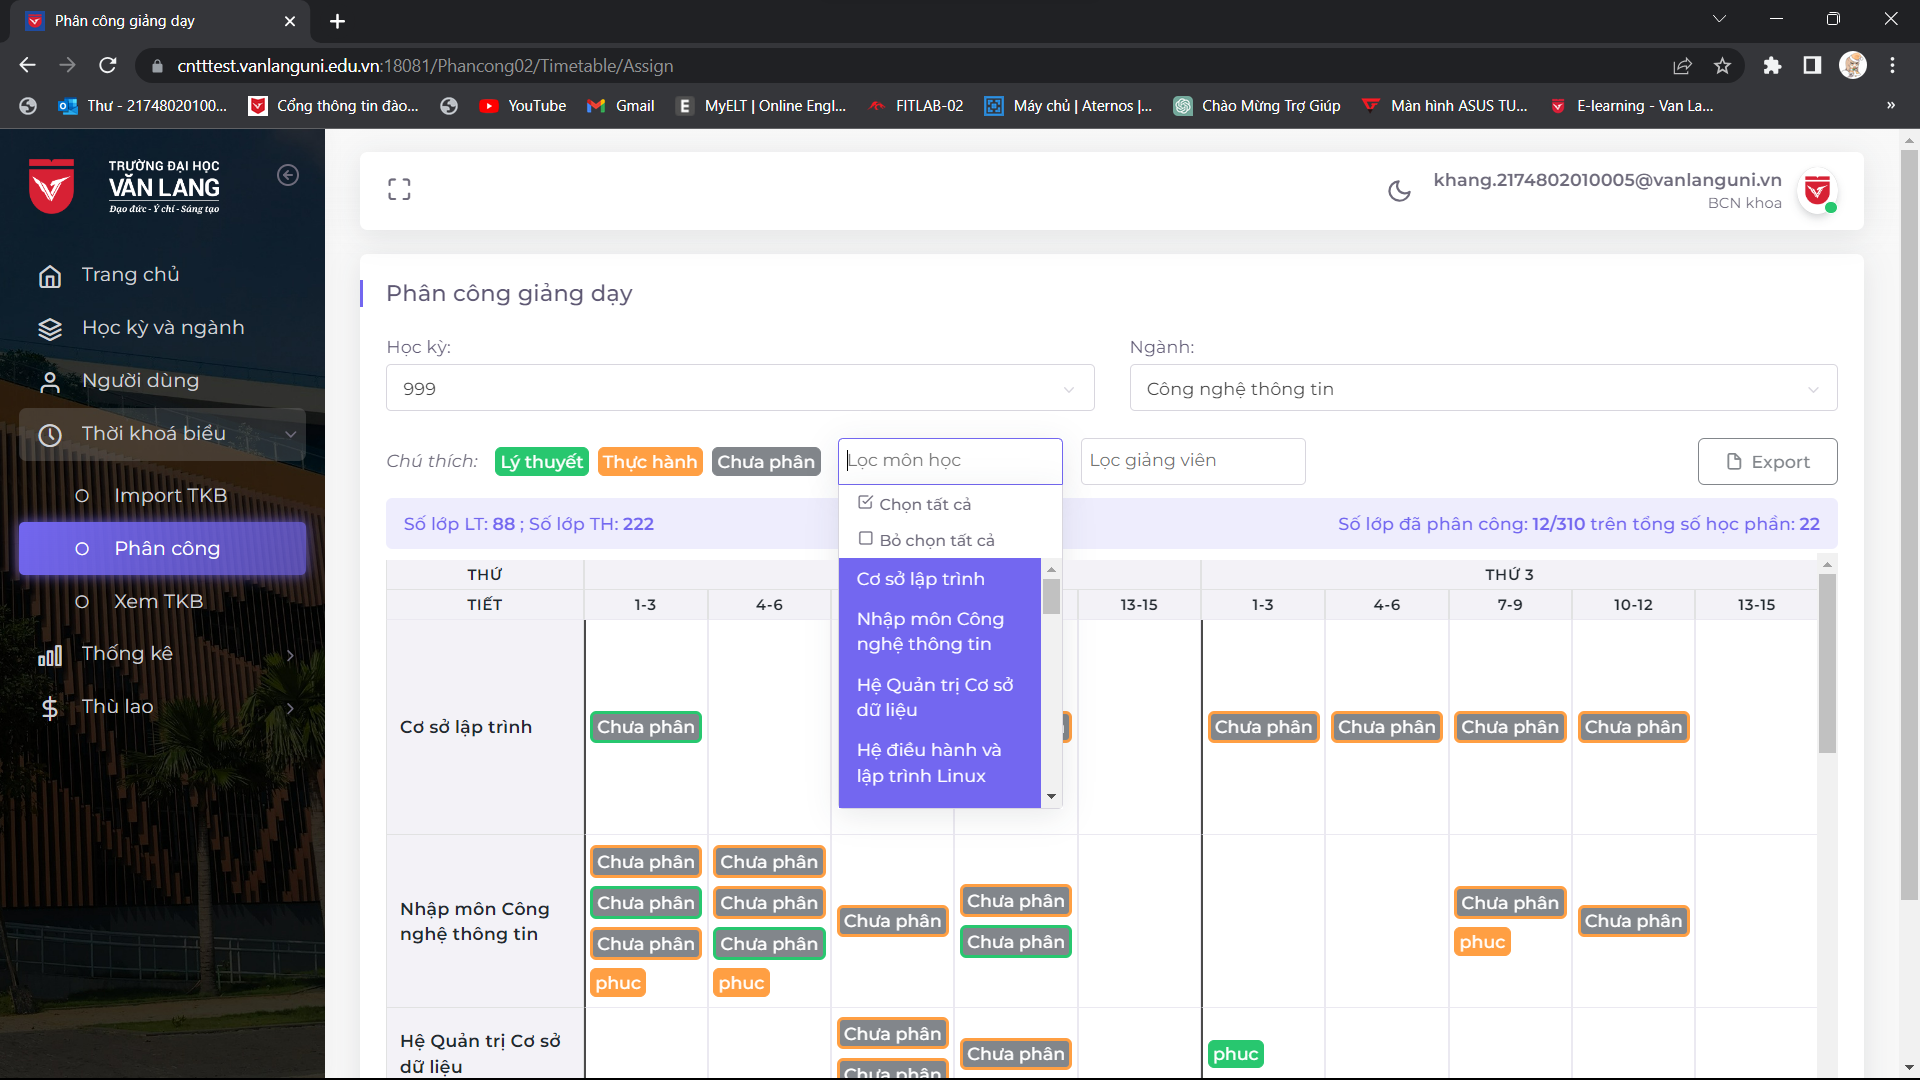 Phân công giảng dạy
cntttest.vanlanguni.edu.vn:18081/Phancong02/Timetable/Assign
Thư - 21748020100...
Cổng thông tin đào...
YouTube
Gmail
MyELT | Online Engl...
FITLAB-02
Máy chủ | Aternos |...
Chào Mừng Trợ Giúp
Màn hình ASUS TU...
E-learning - Van La...
»
TRƯỜNG ĐẠI HỌC
VĂN LANG
Đạo đức - Ý chí - Sáng tạo
Trang chủ
Học kỳ và ngành
Người dùng
Thời khoá biểu
Import TKB
Phân công
Xem TKB
Thống kê
Thù lao
khang.2174802010005@vanlanguni.vn
BCN khoa
Phân công giảng dạy
Học kỳ:
Ngành:
999
Công nghệ thông tin
Chú thích:
Lý thuyết
Thực hành
Chưa phân
Lọc môn học
Lọc giảng viên
Export
Chọn tất cả
Bỏ chọn tất cả
Cơ sở lập trình
Nhập môn Công
nghệ thông tin
Hệ Quản trị Cơ sở
dữ liệu
Hệ điều hành và
lập trình Linux
Số lớp LT: 88 ; Số lớp TH: 222
Số lớp đã phân công: 12/310 trên tổng số học phần: 22
THỨ
THỨ 3
TIẾT
1-3
4-6
13-15
1-3
4-6
7-9
10-12
13-15
Cơ sở lập trình
Chưa phân
Chưa phân
Chưa phân
Chưa phân
Chưa phân
Nhập môn Công
nghệ thông tin
Chưa phân
Chưa phân
Chưa phân
phuc
Chưa phân
Chưa phân
Chưa phân
phuc
Chưa phân
Chưa phân
Chưa phân
Chưa phân
phuc
Chưa phân
Hệ Quản trị Cơ sở
dữ liệu
Chưa phân
Chưa phân
Chưa phân
phuc